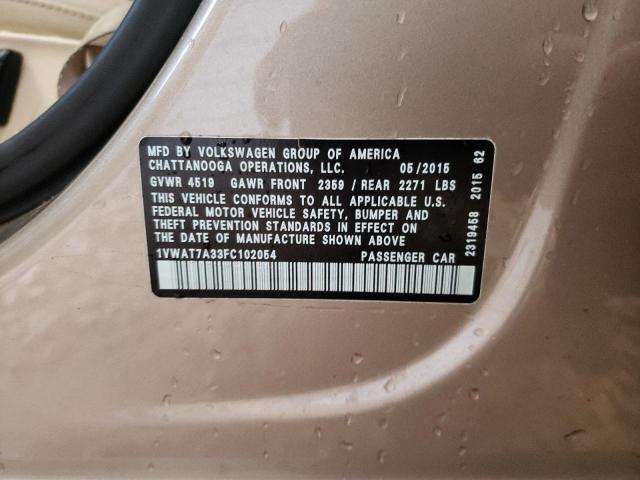 MFD BY VOLKSWAGEN GROUP OF AMERICA
CHATTANOOGA OPERATIONS, LLC. 05/2015
GVWR 4519 GAWR FRONT 2359 / REAR 2271 LBS
THIS VEHICLE CONFORMS TO ALL APPLICABLE U.S.
FEDERAL MOTOR VEHICLE SAFETY, BUMPER AND
THEFT PREVENTION STANDARDS IN EFFECT ON
THE DATE OF MANUFACTURE SHOWN ABOVE
1VWAT7A33FC102054 PASSENGER CAR
2319458 2015 62